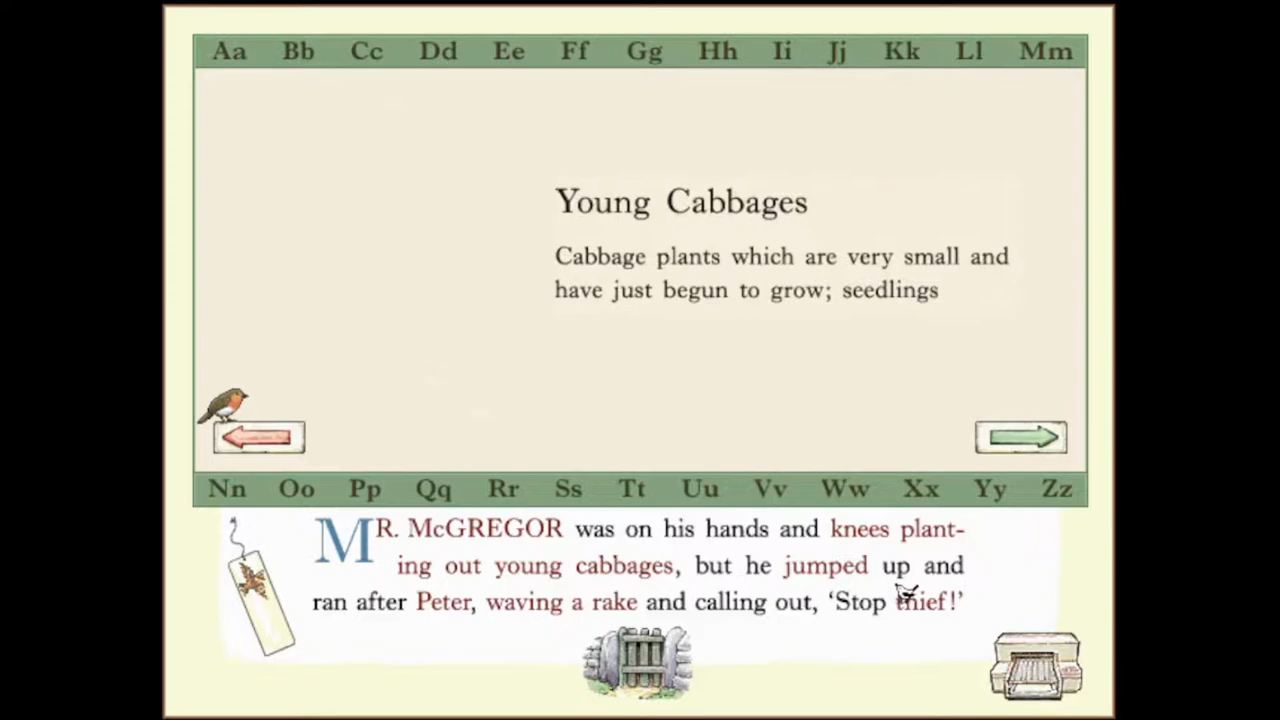 Aa Bb Cc Dd Ee Ff Gg Hh Ii Jj Kk Ll Mm
Young Cabbages
Cabbage plants which are very small and
have just begun to grow; seedlings
Nn Oo Pp Qq Rr Ss Tt Uu Vv Ww Xx Yy Zz
MR. McGREGOR was on his hands and knees plant-
ing out young cabbages, but he jumped up and
ran after Peter, waving a rake and calling out, ‘Stop thief!’